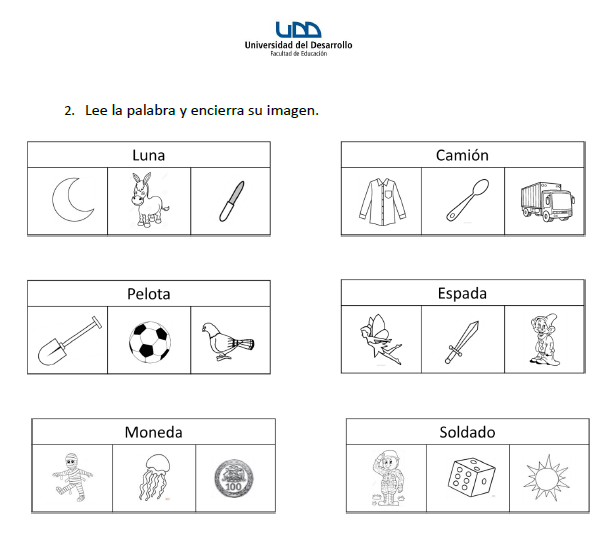 UDD
Universidad del Desarrollo
Facultad de Educación
2. Lee la palabra y encierra su imagen.
Luna
Camión
Pelota
Espada
Moneda
Soldado
100